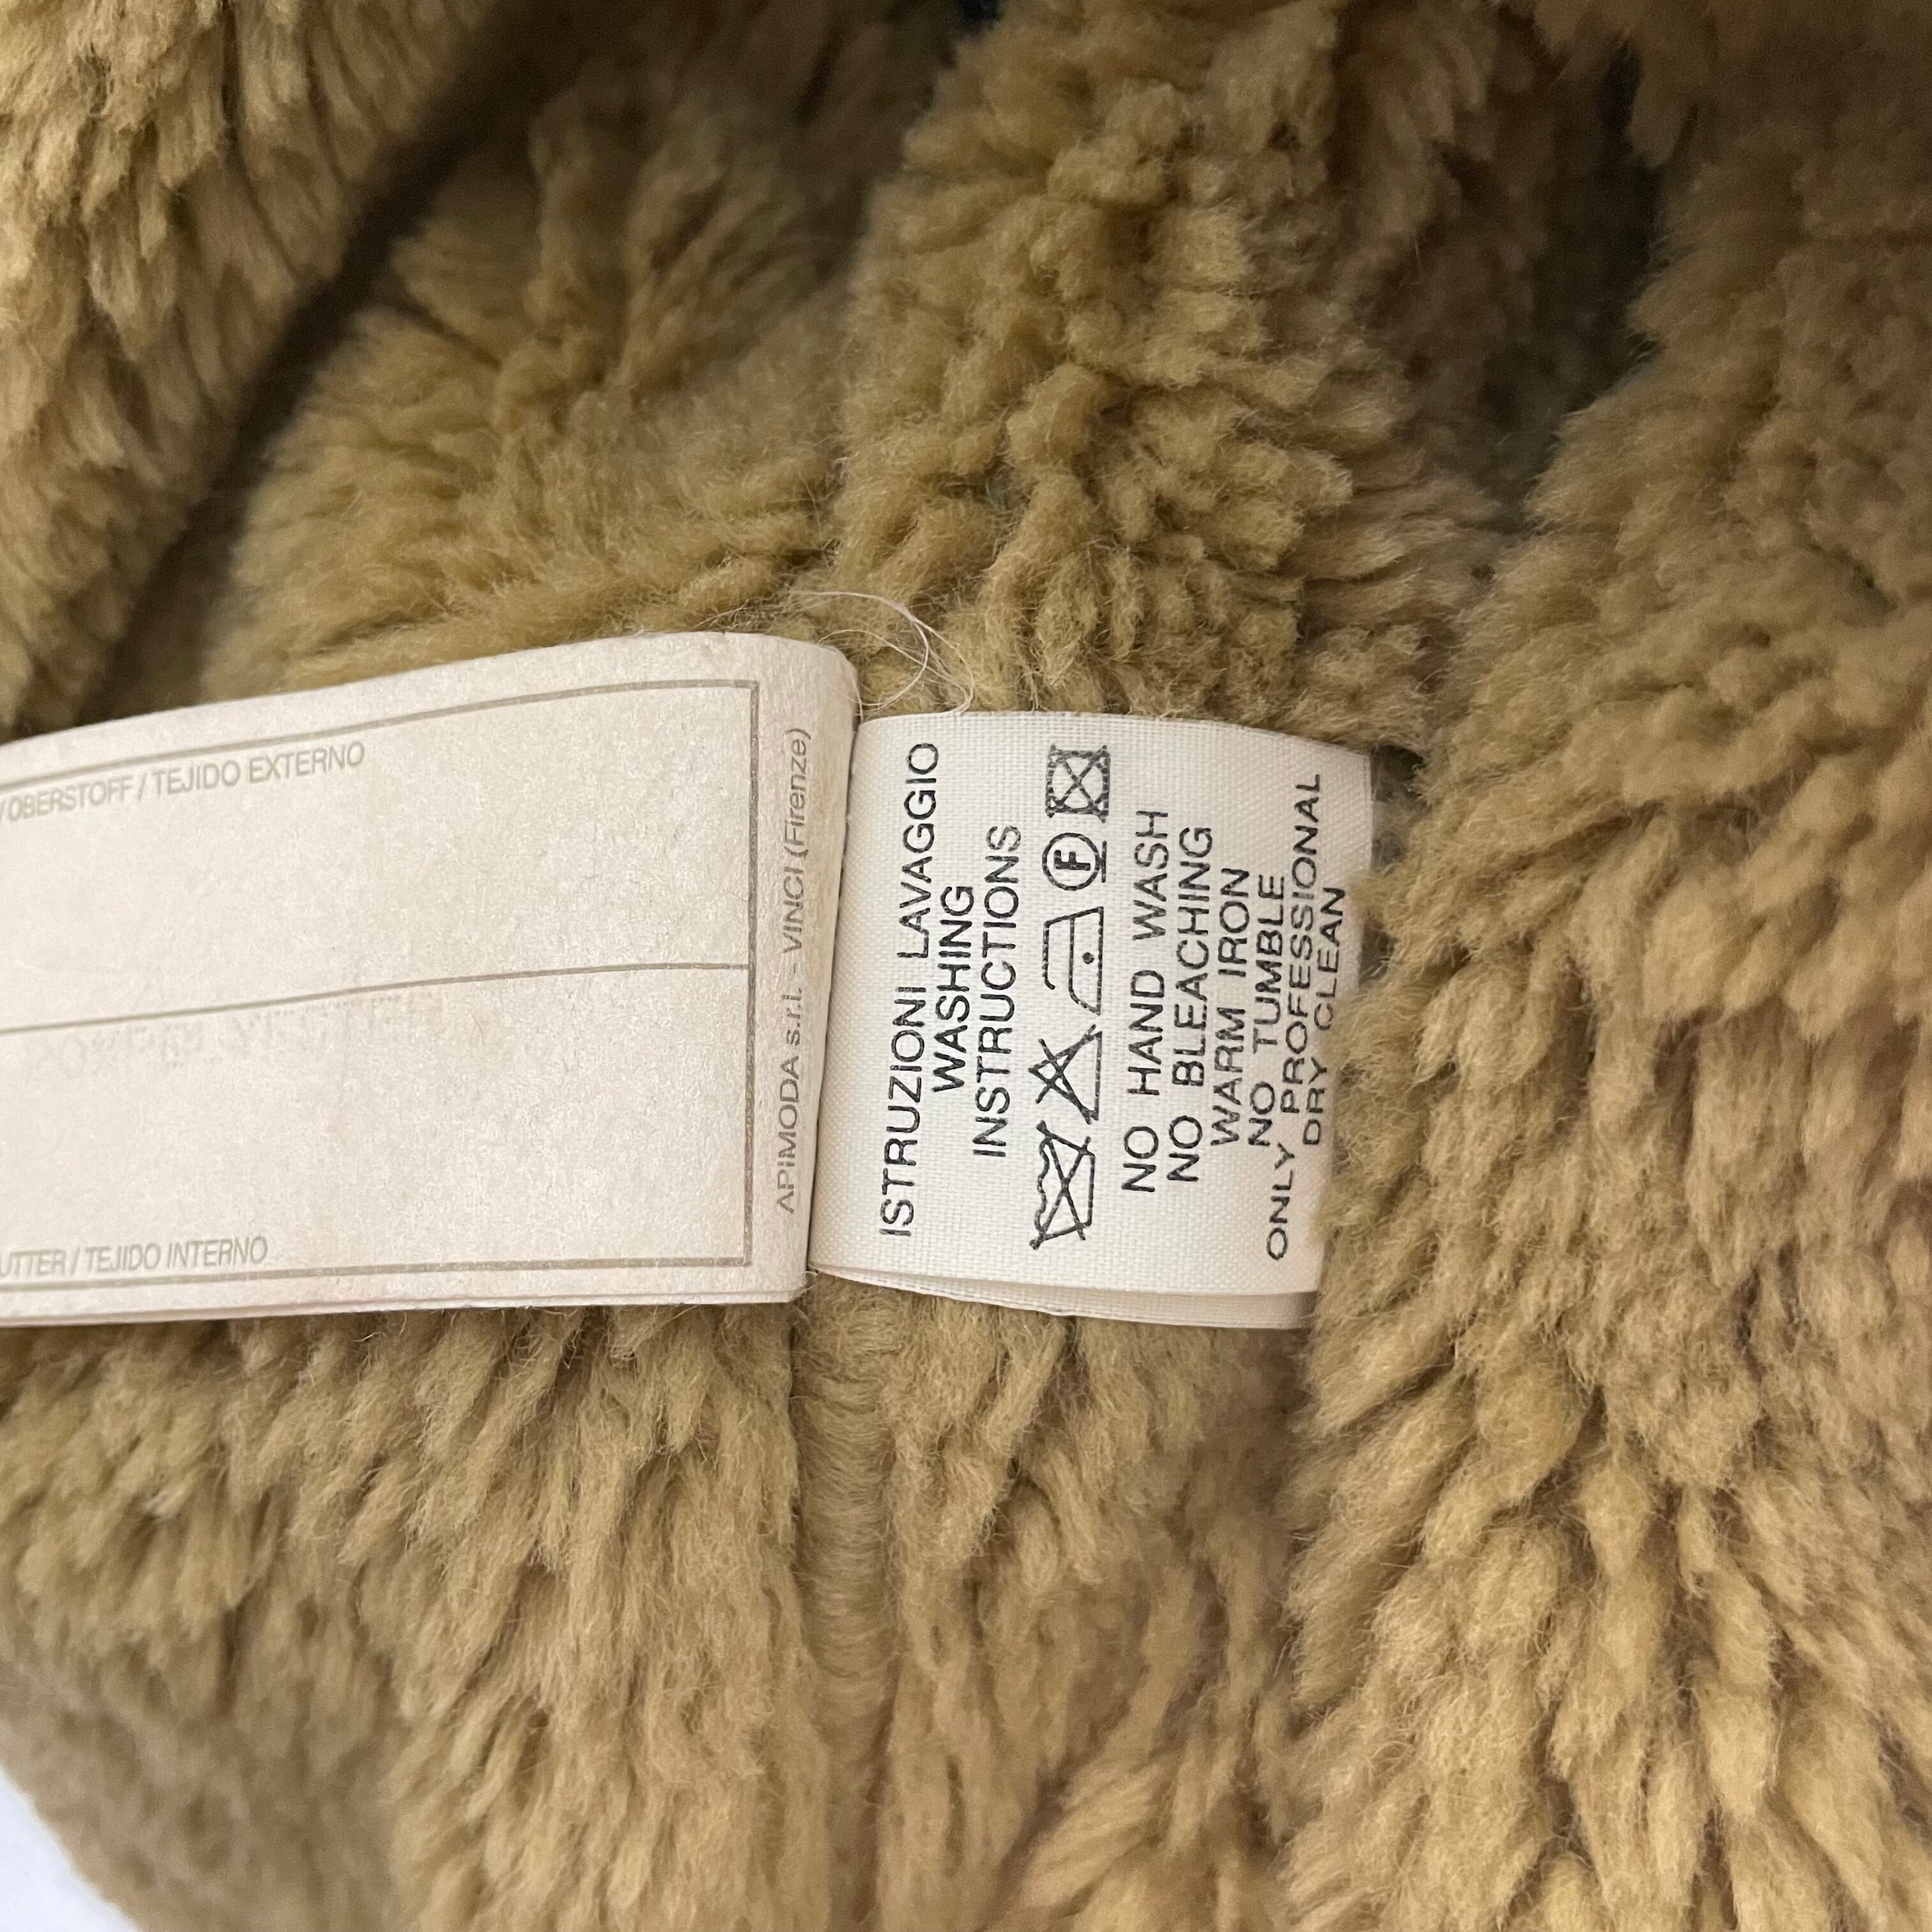 / OBERSTOFF / TEJIDO EXTERNO
UTTER / TEJIDO INTERNO
APIMODA s.r.l. - VINCI (Firenze)
ISTRUZIONI LAVAGGIO
WASHING
INSTRUCTIONS
F
NO HAND WASH
NO BLEACHING
WARM IRON
NO TUMBLE
ONLY PROFESSIONAL
DRY CLEAN